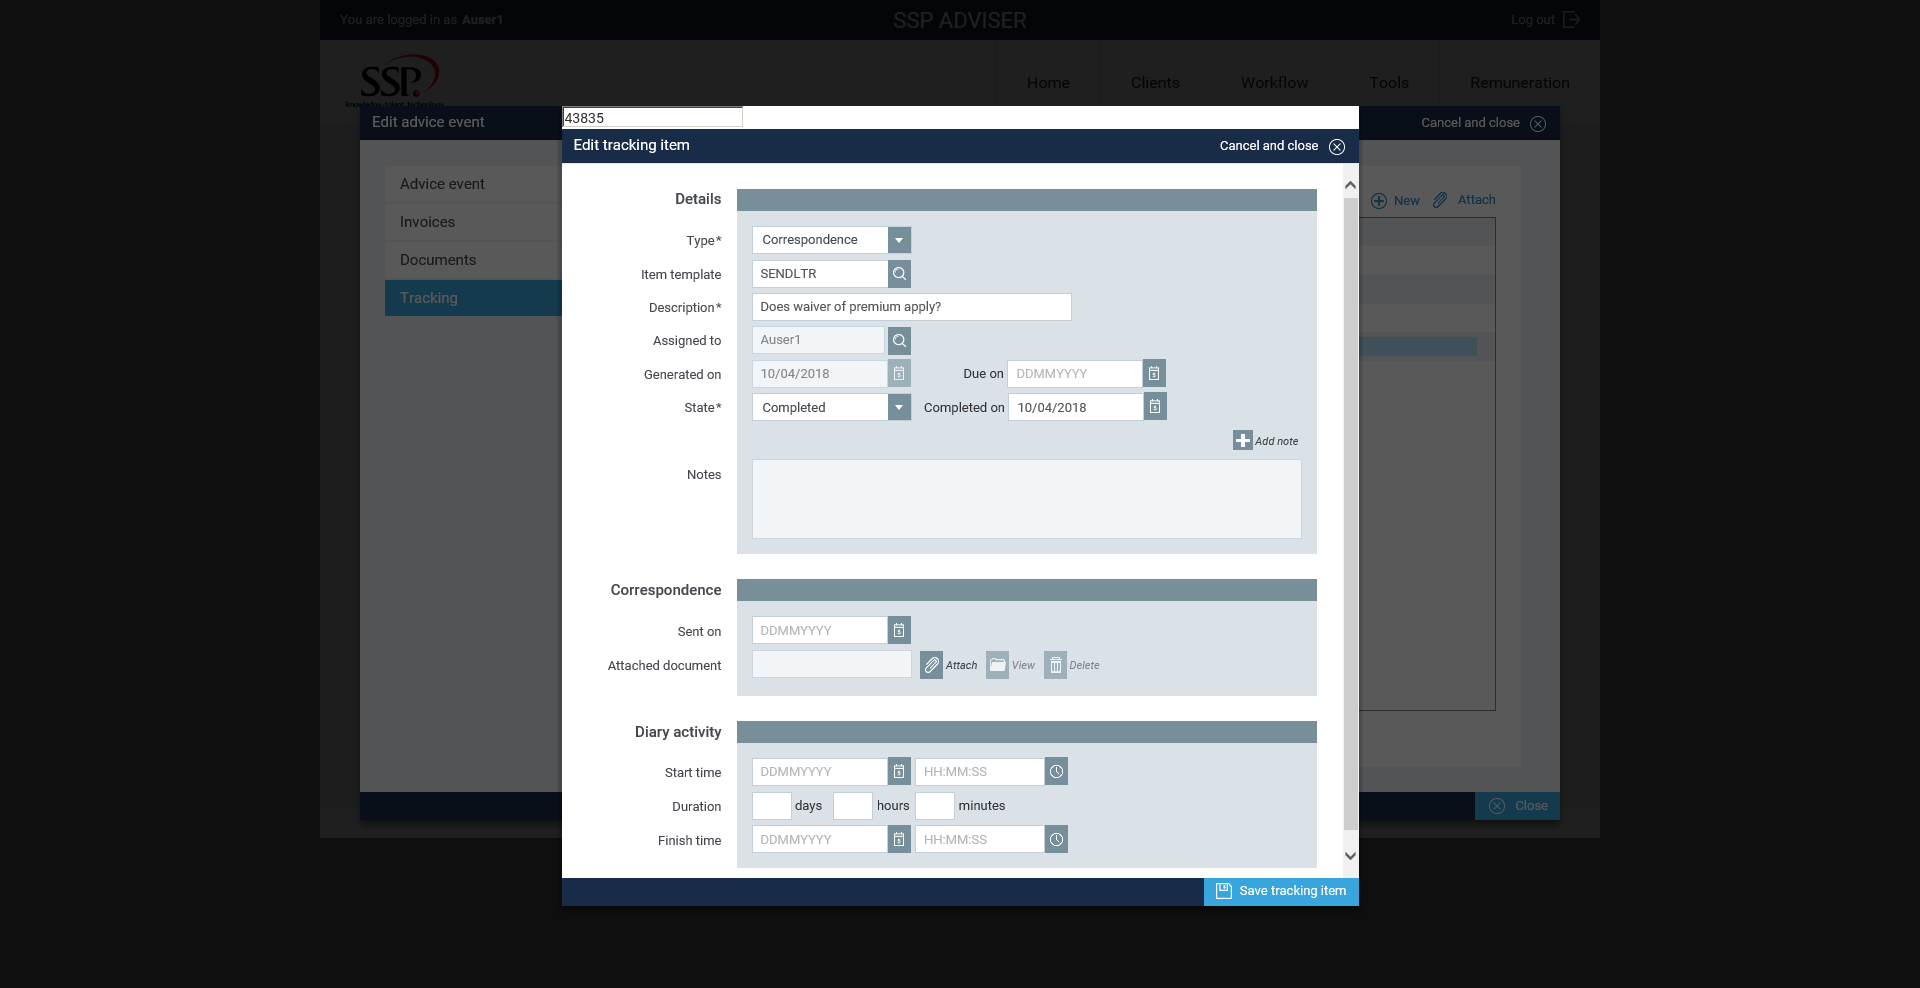 You are logged in as Auser1
SSP ADVISER
Log out
SSP
Home
Clients
Workflow
Tools
Remuneration
Edit advice event
Cancel and close
43835
Edit tracking item
Cancel and close
Advice event
Invoices
Documents
Tracking
New
Attach
Details
Type*
Correspondence
Item template
SENDLTR
Description*
Does waiver of premium apply?
Assigned to
Auser1
Generated on
10/04/2018
Due on
DDMMYYYY
State*
Completed
Completed on
10/04/2018
Add note
Notes
Correspondence
Sent on
DDMMYYYY
Attached document
Attach
View
Delete
Diary activity
Start time
DDMMYYYY
HH:MM:SS
Duration
days
hours
minutes
Finish time
DDMMYYYY
HH:MM:SS
Close
Save tracking item